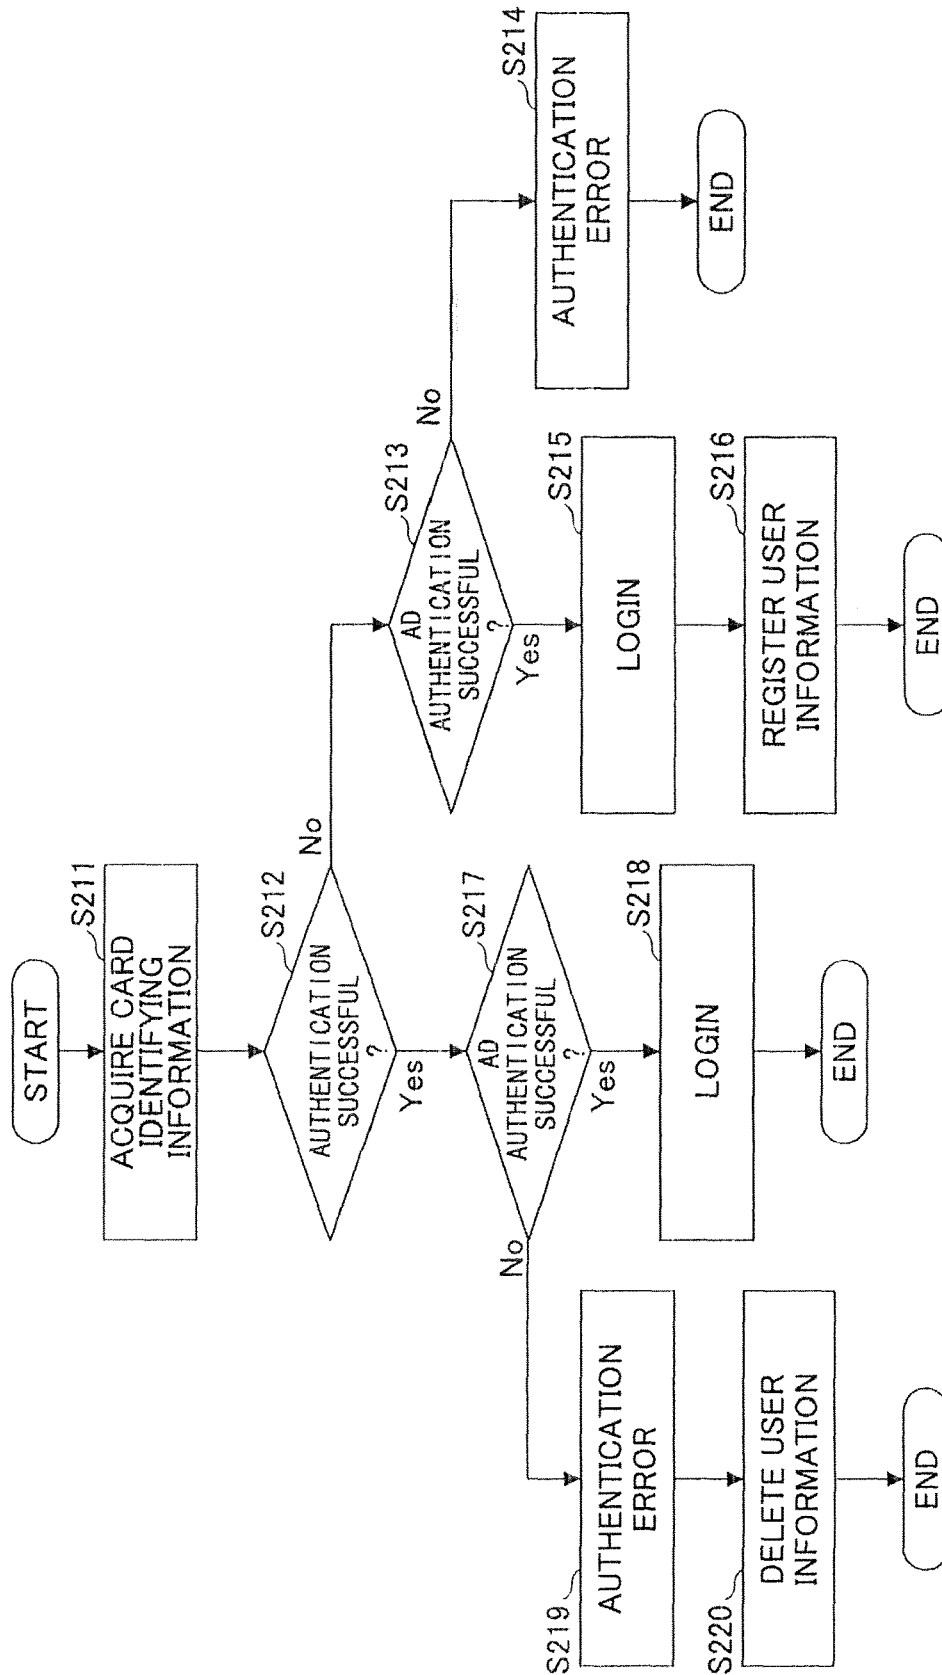 START
S211
ACQUIRE CARD
IDENTIFYING
INFORMATION
S212
AUTHENTICATION
SUCCESSFUL
?
No
Yes
S213
AD
AUTHENTICATION
SUCCESSFUL
?
No
Yes
S214
AUTHENTICATION
ERROR
END
S215
LOGIN
S216
REGISTER USER
INFORMATION
END
S217
AD
AUTHENTICATION
SUCCESSFUL
?
No
Yes
S218
LOGIN
END
S219
AUTHENTICATION
ERROR
S220
DELETE USER
INFORMATION
END